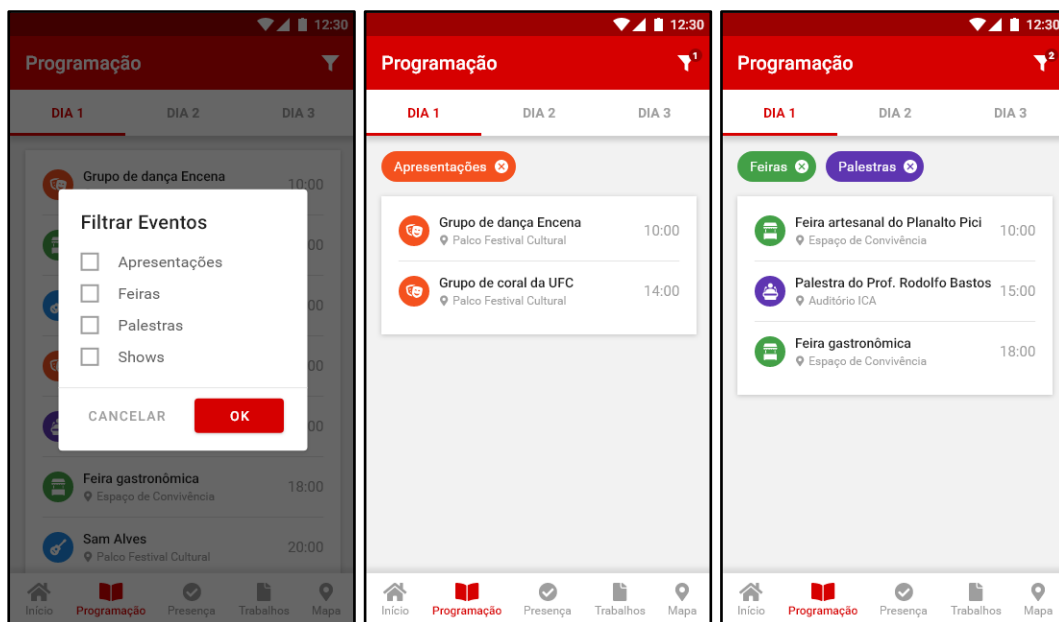 12:30
Programação
DIA 1 DIA 2 DIA 3
Grupo de dança Encena
10:00
Filtrar Eventos
Apresentações
Feiras
Palestras
Shows
CANCELAR OK
00
00
00
00
Feira gastronômica
Espaço de Convivência
18:00
Sam Alves
Palco Festival Cultural
20:00
Início Programação Presença Trabalhos Mapa
12:30
Programação 1
DIA 1 DIA 2 DIA 3
Apresentações
Grupo de dança Encena
Palco Festival Cultural
10:00
Grupo de coral da UFC
Palco Festival Cultural
14:00
Início Programação Presença Trabalhos Mapa
12:30
Programação 2
DIA 1 DIA 2 DIA 3
Feiras Palestras
Feira artesanal do Planalto Pici
Espaço de Convivência
10:00
Palestra do Prof. Rodolfo Bastos
Auditório ICA
15:00
Feira gastronômica
Espaço de Convivência
18:00
Início Programação Presença Trabalhos Mapa